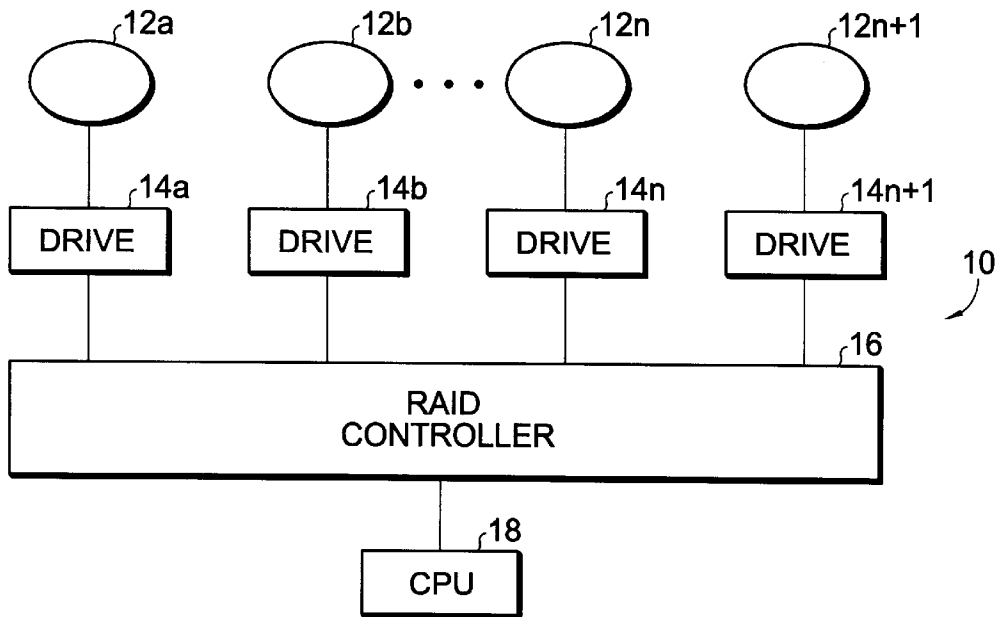 12a 12b 12n 12n+1
14a 14b 14n 14n+1
DRIVE DRIVE DRIVE DRIVE
10
16
RAID
CONTROLLER
18
CPU